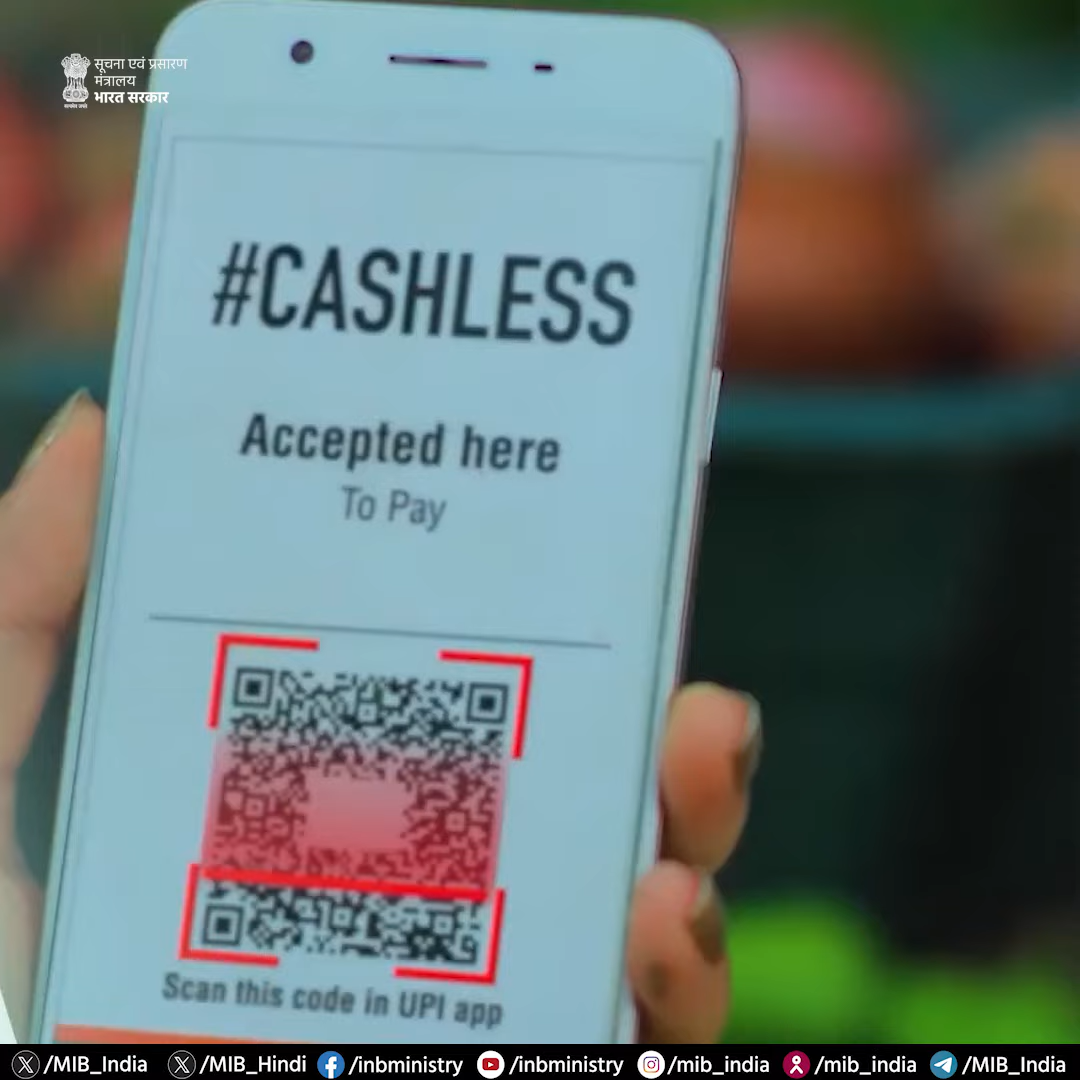 सूचना एवं प्रसारण
मंत्रालय
भारत सरकार
#CASHLESS
Accepted here
To Pay
Scan this code in UPI app
/MIB_India /MIB_Hindi /inbministry /inbministry /mib_india /mib_india /MIB_India